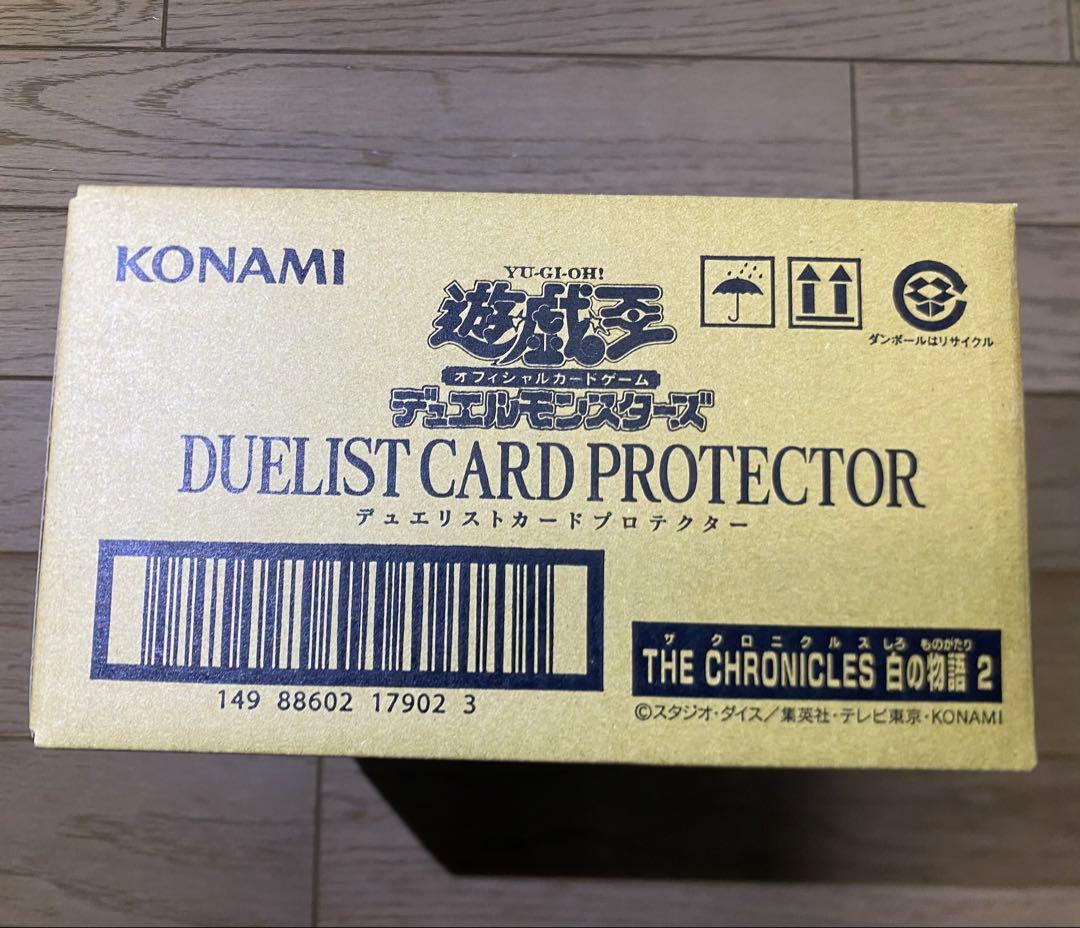 KONAMI
YU-GI-OH!
遊戯王
オフィシャルカードゲーム
デュエルモンスターズ
ダンボールはリサイクル
DUELIST CARD PROTECTOR
デュエリストカードプロテクター
149 88602 17902 3
ザ クロニクルス しろ ものがたり
THE CHRONICLES 白の物語 2
©スタジオ・ダイス/集英社・テレビ東京・KONAMI